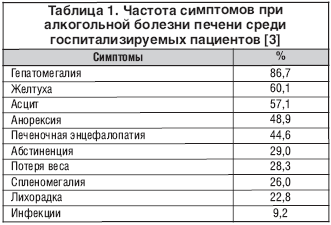 Таблица 1. Частота симптомов при
алкогольной болезни печени среди
госпитализируемых пациентов [3]
Симптомы %
Гепатомегалия 86,7
Желтуха 60,1
Асцит 57,1
Анорексия 48,9
Печеночная энцефалопатия 44,6
Абстиненция 29,0
Потеря веса 28,3
Спленомегалия 26,0
Лихорадка 22,8
Инфекции 9,2